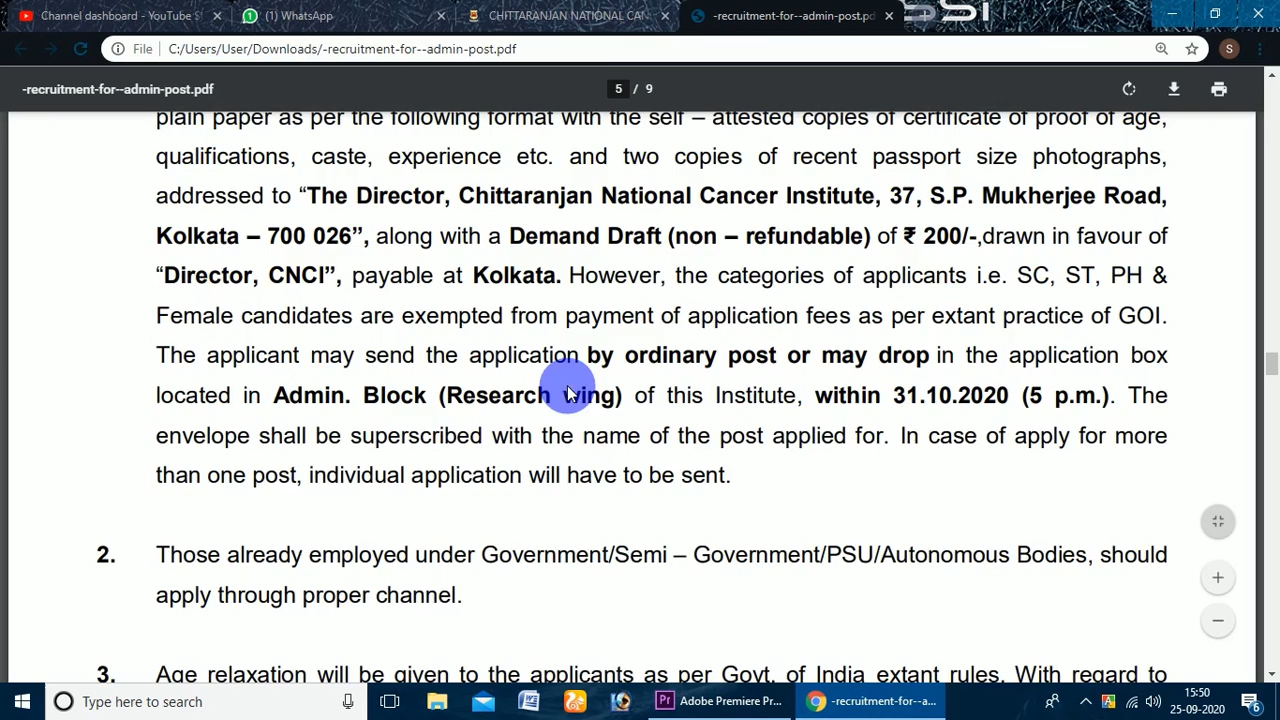 Channel dashboard - YouTube S
(1) WhatsApp
CHITTARANJAN NATIONAL CAN
-recruitment-for--admin-post.pdf
File
C:/Users/User/Downloads/-recruitment-for--admin-post.pdf
S
-recruitment-for--admin-post.pdf
5 / 9
plain paper as per the following format with the self – attested copies of certificate of proof of age,
qualifications, caste, experience etc. and two copies of recent passport size photographs,
addressed to “The Director, Chittaranjan National Cancer Institute, 37, S.P. Mukherjee Road,
Kolkata – 700 026”, along with a Demand Draft (non – refundable) of ₹ 200/-,drawn in favour of
“Director, CNCI”, payable at Kolkata. However, the categories of applicants i.e. SC, ST, PH &
Female candidates are exempted from payment of application fees as per extant practice of GOI.
The applicant may send the application by ordinary post or may drop in the application box
located in Admin. Block (Research wing) of this Institute, within 31.10.2020 (5 p.m.). The
envelope shall be superscribed with the name of the post applied for. In case of apply for more
than one post, individual application will have to be sent.
2. Those already employed under Government/Semi – Government/PSU/Autonomous Bodies, should
apply through proper channel.
3. Age relaxation will be given to the applicants as per Govt. of India extant rules. With regard to
Type here to search
Adobe Premiere Pr...
-recruitment-for--a...
15:50
25-09-2020
6